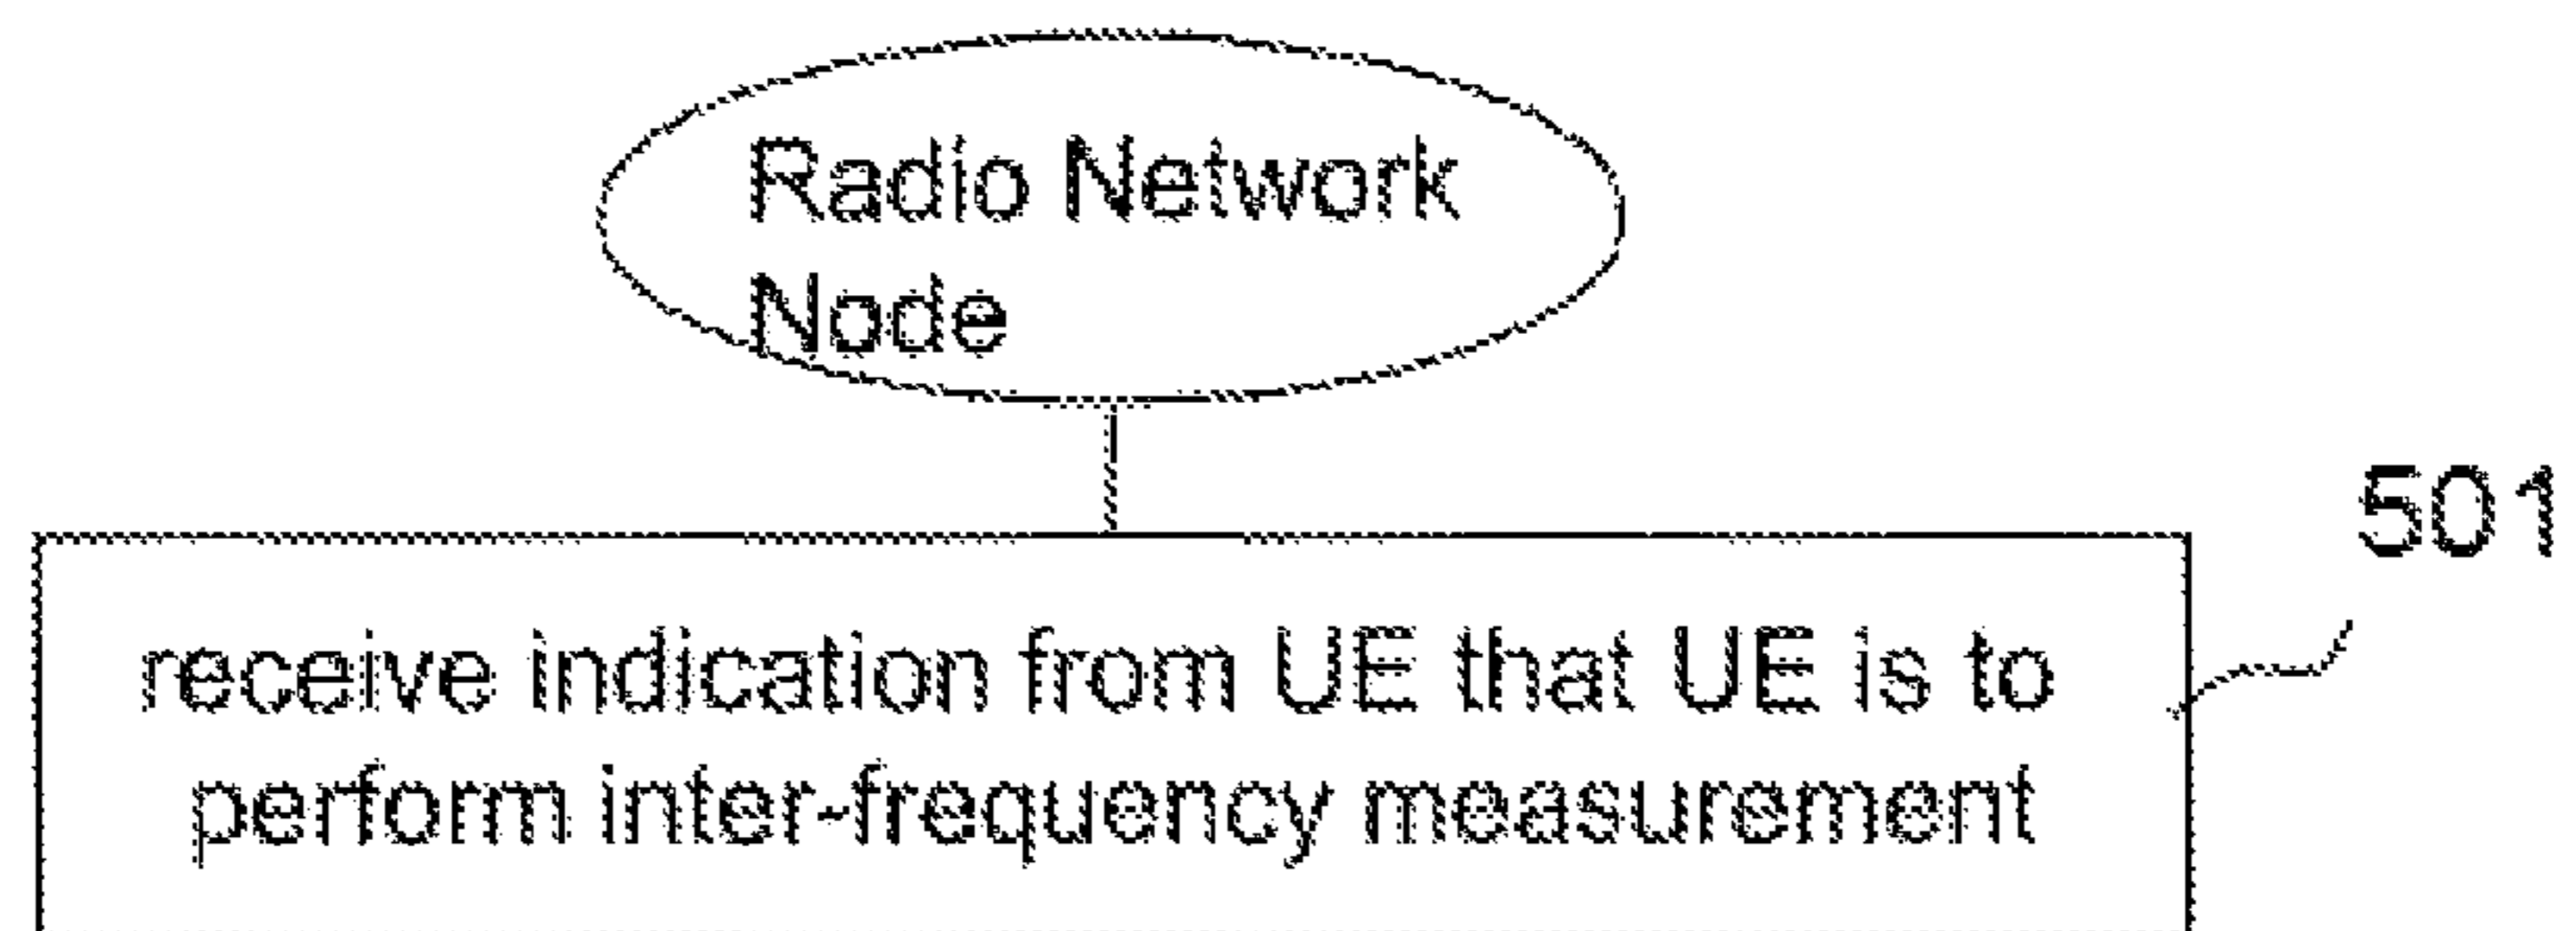 Radio Network
Node
501
receive indication from UE that UE is to
perform inter-frequency measurement